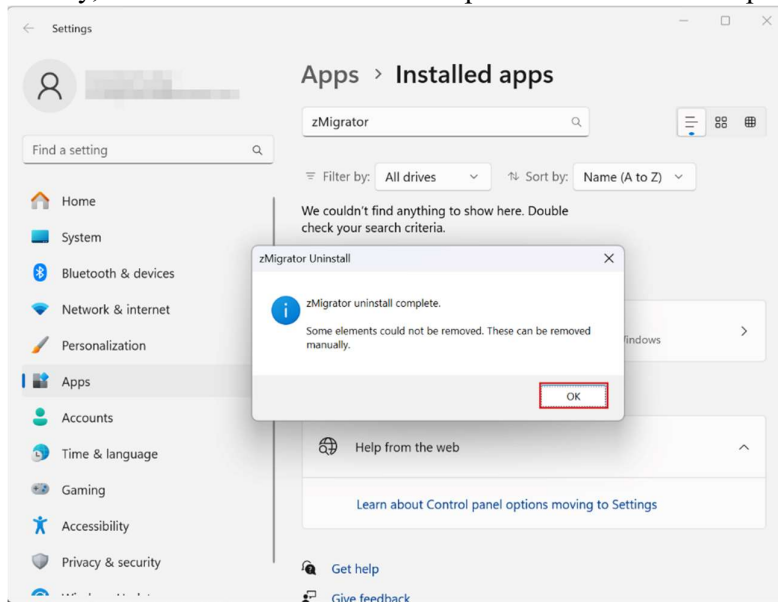 Settings
Apps > Installed apps
zMigrator
Find a setting
Filter by: All drives
Sort by: Name (A to Z)
Home
We couldn't find anything to show here. Double
check your search criteria.
System
zMigrator Uninstall
Bluetooth & devices
zMigrator uninstall complete.
Network & internet
Some elements could not be removed. These can be removed
manually.
Personalization
Apps
OK
Accounts
Help from the web
Time & language
Gaming
Learn about Control panel options moving to Settings
Accessibility
Privacy & security
Get help
Give feedback